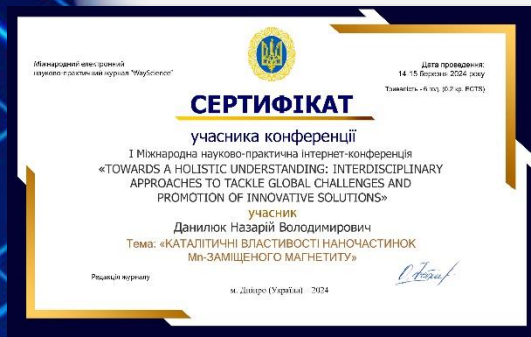 Міжнародний електронний
науково-практичний журнал "WayScience"
Дата проведення:
14-15 березня 2024 року
Тривалість - 6 год. (0.2 кр. ECTS)
СЕРТИФІКАТ
учасника конференції
І Міжнародна науково-практична інтернет-конференція
«TOWARDS A HOLISTIC UNDERSTANDING: INTERDISCIPLINARY
APPROACHES TO TACKLE GLOBAL CHALLENGES AND
PROMOTION OF INNOVATIVE SOLUTIONS»
учасник
Данилюк Назарій Володимирович
Тема: «КАТАЛІТИЧНІ ВЛАСТИВОСТІ НАНОЧАСТИНОК
Mn-ЗАМІЩЕНОГО МАГНЕТИТУ»
Редакція журналу
м. Дніпро (Україна) – 2024